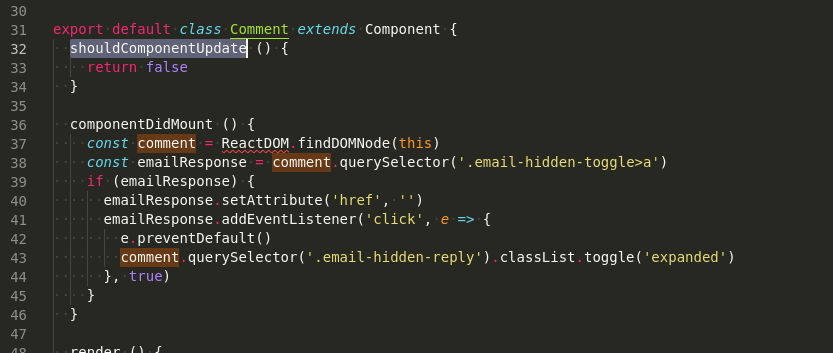 30
31 export default class Comment extends Component {
32 shouldComponentUpdate () {
33 return false
34 }
35
36 componentDidMount () {
37 const comment = ReactDOM.findDOMNode(this)
38 const emailResponse = comment.querySelector('.email-hidden-toggle>a')
39 if (emailResponse) {
40 emailResponse.setAttribute('href', '')
41 emailResponse.addEventListener('click', e => {
42 e.preventDefault()
43 comment.querySelector('.email-hidden-reply').classList.toggle('expanded')
44 }, true)
45 }
46 }
47
48 render () {